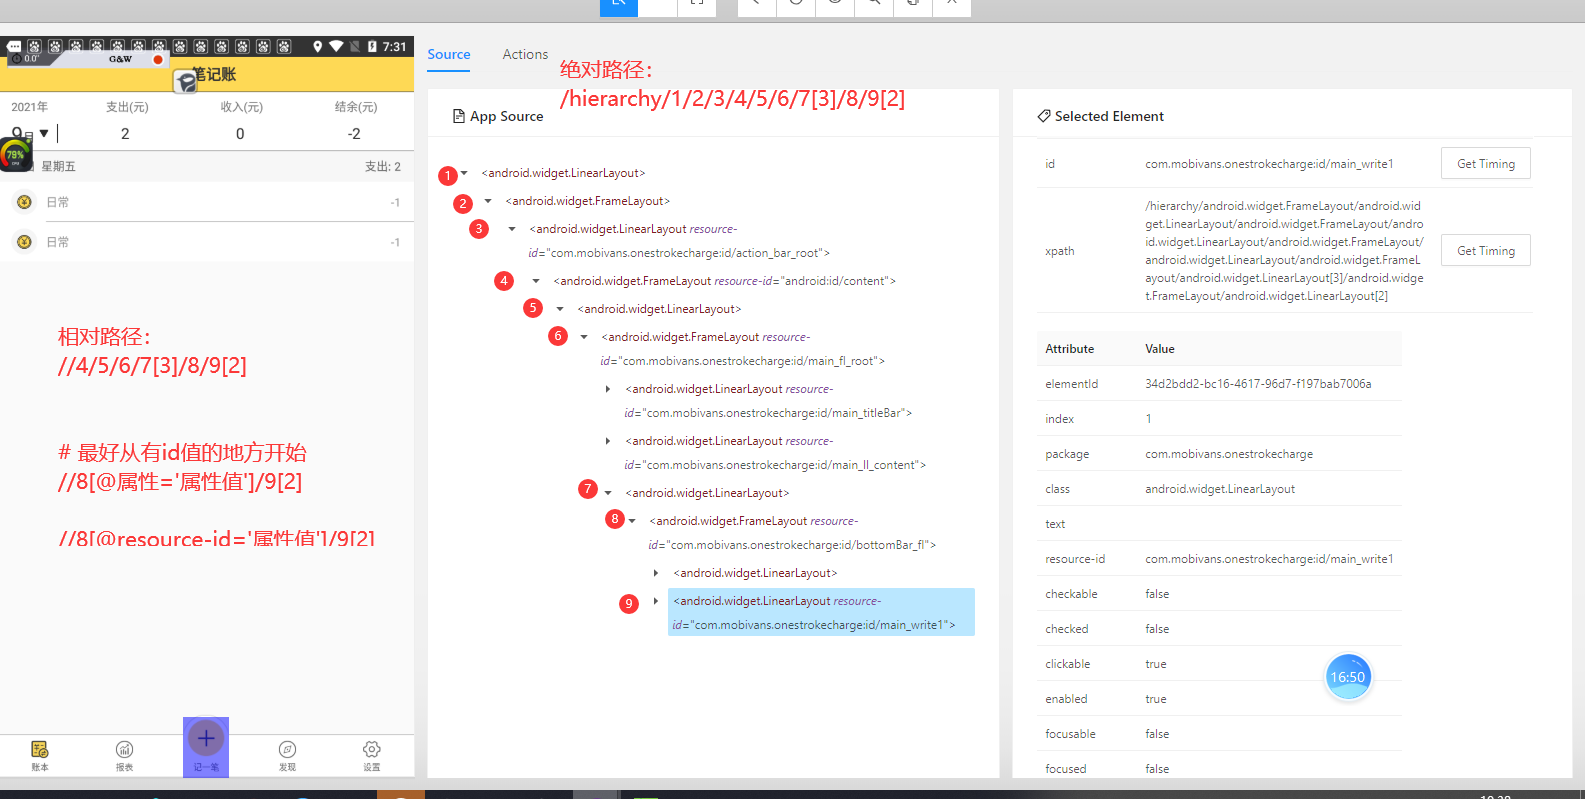 7:31
0.0"
G&W
笔记账
2021年
支出(元)
收入(元)
结余(元)
9月
2
0
-2
79%
CPU
星期五
支出: 2
日常
-1
日常
-1
相对路径：
//4/5/6/7[3]/8/9[2]
# 最好从有id值的地方开始
//8[@属性='属性值']/9[2]
//8[@resource-id='属性值']/9[2]
账本
报表
记一笔
发现
设置
Source
Actions
绝对路径：
/hierarchy/1/2/3/4/5/6/7[3]/8/9[2]
App Source
1 <android.widget.LinearLayout>
2 <android.widget.FrameLayout>
3 <android.widget.LinearLayout resource-
id="com.mobivans.onestrokecharge:id/action_bar_root">
4 <android.widget.FrameLayout resource-id="android:id/content">
5 <android.widget.LinearLayout>
6 <android.widget.FrameLayout resource-
id="com.mobivans.onestrokecharge:id/main_fl_root">
<android.widget.LinearLayout resource-
id="com.mobivans.onestrokecharge:id/main_titleBar">
<android.widget.LinearLayout resource-
id="com.mobivans.onestrokecharge:id/main_ll_content">
7 <android.widget.LinearLayout>
8 <android.widget.FrameLayout resource-
id="com.mobivans.onestrokecharge:id/bottomBar_fl">
<android.widget.LinearLayout>
9 <android.widget.LinearLayout resource-
id="com.mobivans.onestrokecharge:id/main_write1">
Selected Element
id
com.mobivans.onestrokecharge:id/main_write1
Get Timing
xpath
/hierarchy/android.widget.FrameLayout/android.wid
get.LinearLayout/android.widget.FrameLayout/andro
id.widget.LinearLayout/android.widget.FrameLayout/
android.widget.LinearLayout/android.widget.FrameL
ayout/android.widget.LinearLayout[3]/android.widge
t.FrameLayout/android.widget.LinearLayout[2]
Get Timing
Attribute
Value
elementId
34d2bdd2-bc16-4617-96d7-f197bab7006a
index
1
package
com.mobivans.onestrokecharge
class
android.widget.LinearLayout
text
resource-id
com.mobivans.onestrokecharge:id/main_write1
checkable
false
checked
false
clickable
true
16:50
enabled
true
focusable
false
focused
false